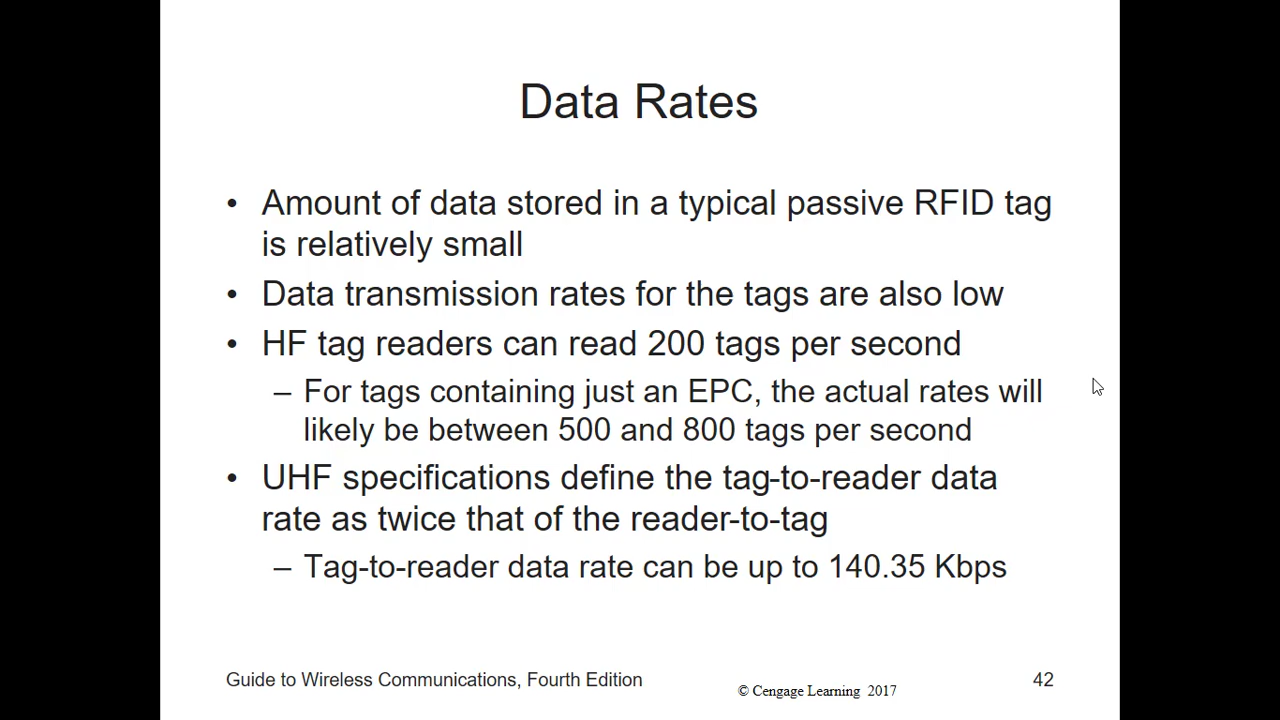 Data Rates
• Amount of data stored in a typical passive RFID tag
is relatively small
• Data transmission rates for the tags are also low
• HF tag readers can read 200 tags per second
– For tags containing just an EPC, the actual rates will
likely be between 500 and 800 tags per second
• UHF specifications define the tag-to-reader data
rate as twice that of the reader-to-tag
– Tag-to-reader data rate can be up to 140.35 Kbps
Guide to Wireless Communications, Fourth Edition
© Cengage Learning 2017
42